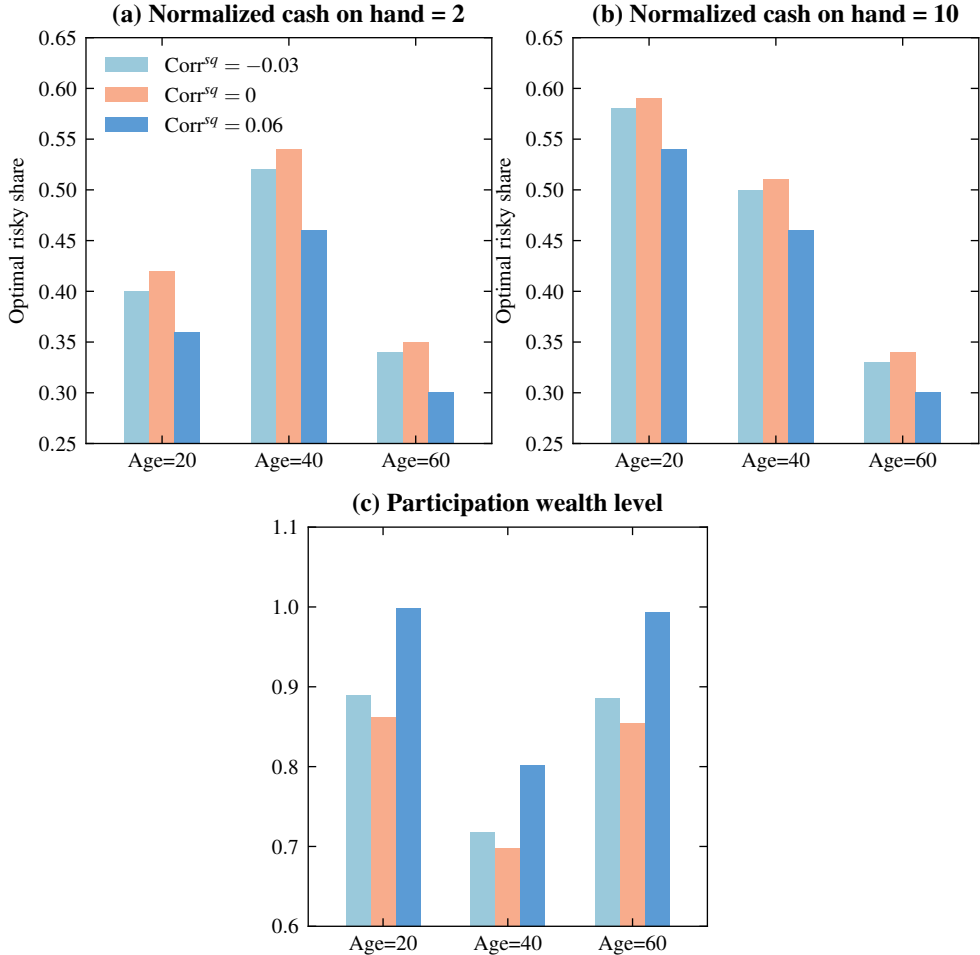 (a) Normalized cash on hand = 2
0.65
0.60
0.55
0.50
0.45
0.40
0.35
0.30
0.25
Optimal risky share
Corr^{sq} = −0.03
Corr^{sq} = 0
Corr^{sq} = 0.06
Age=20 Age=40 Age=60
(b) Normalized cash on hand = 10
0.65
0.60
0.55
0.50
0.45
0.40
0.35
0.30
0.25
Optimal risky share
Age=20 Age=40 Age=60
(c) Participation wealth level
1.1
1.0
0.9
0.8
0.7
0.6
Age=20 Age=40 Age=60